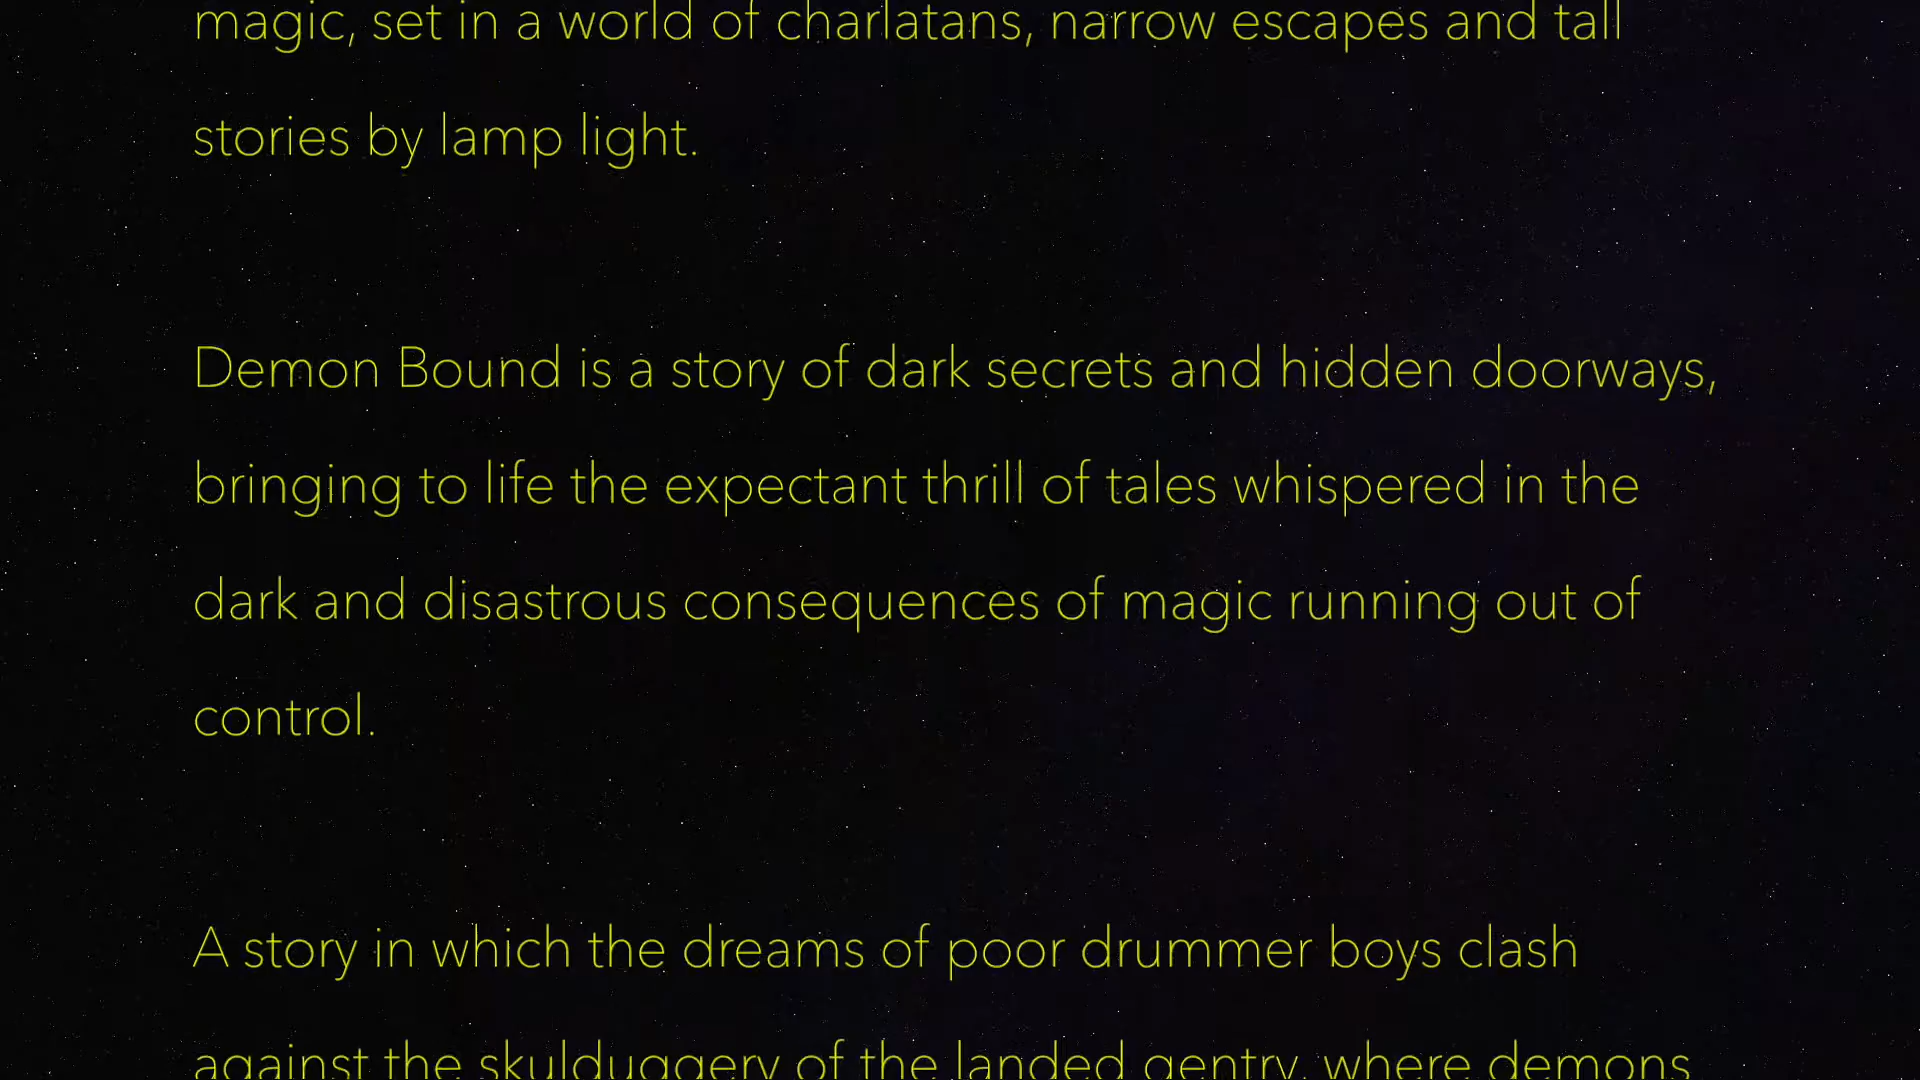 magic, set in a world of charlatans, narrow escapes and tall
stories by lamp light.
Demon Bound is a story of dark secrets and hidden doorways,
bringing to life the expectant thrill of tales whispered in the
dark and disastrous consequences of magic running out of
control.
A story in which the dreams of poor drummer boys clash
against the skulduggery of the landed gentry, where demons